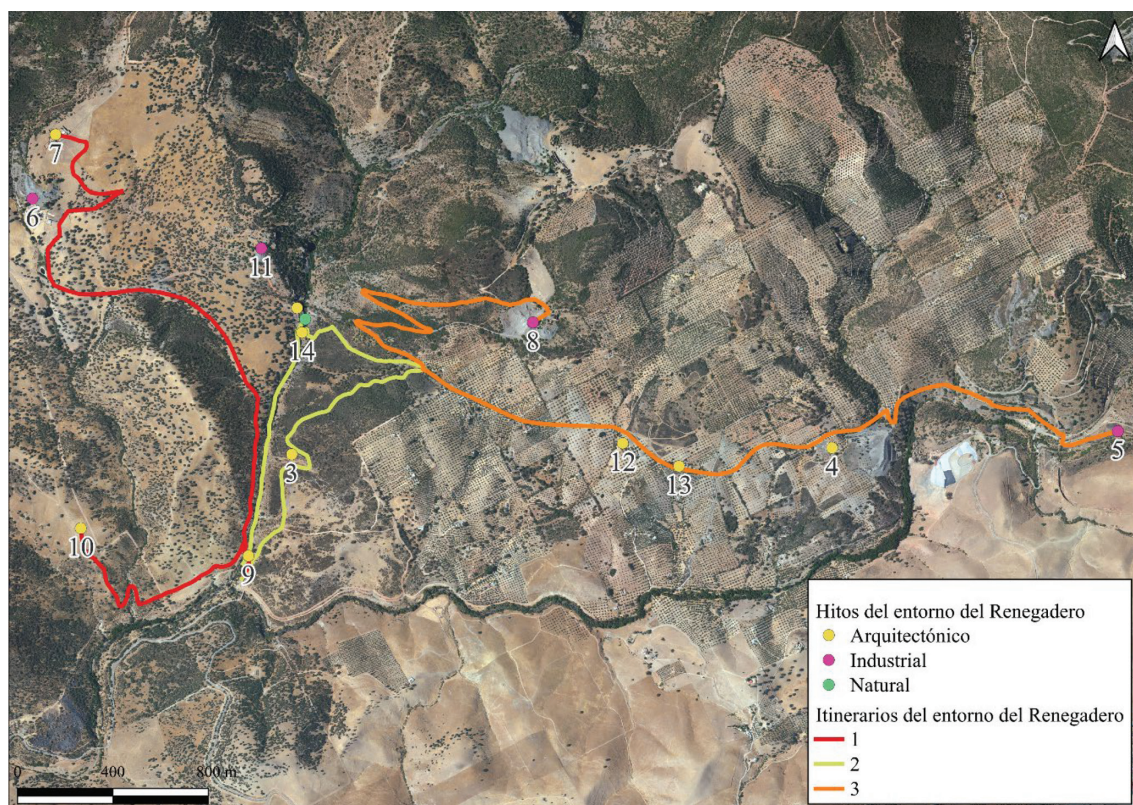 7
6
11
14
8
3
12
13
4
5
10
9
Hitos del entorno del Renegadero
Arquitectónico
Industrial
Natural
Itinerarios del entorno del Renegadero
1
2
3
0 400 800 m